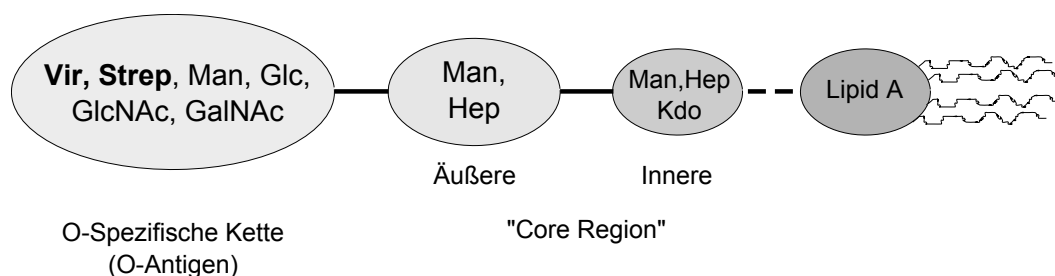 Vir, Strep, Man, Glc,
GlcNAc, GalNAc
Man,
Hep
Man,Hep
Kdo
Lipid A
Äußere
Innere
O-Spezifische Kette
(O-Antigen)
"Core Region"